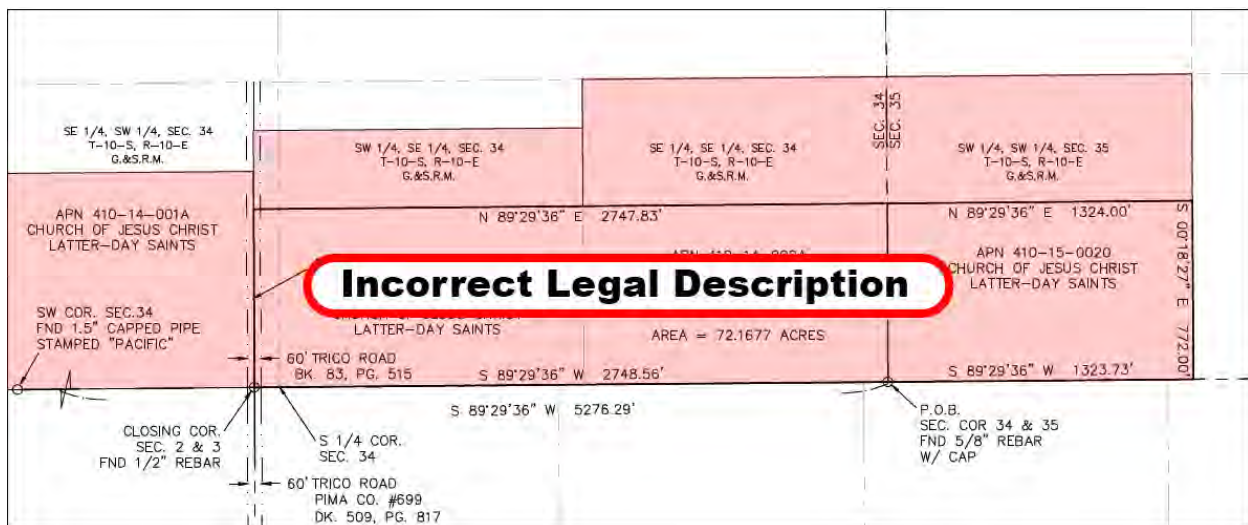 SE 1/4, SW 1/4, SEC. 34
T-10-S, R-10-E
G.&S.R.M.
SW 1/4, SE 1/4, SEC. 34
T-10-S, R-10-E
G.&S.R.M.
SE 1/4, SE 1/4, SEC. 34
T-10-S, R-10-E
G.&S.R.M.
SEC. 34
SEC. 35
SW 1/4, SW 1/4, SEC. 35
T-10-S, R-10-E
G.&S.R.M.
APN 410-14-001A
CHURCH OF JESUS CHRIST
LATTER-DAY SAINTS
N 89°29'36" E 2747.83'
N 89°29'36" E 1324.00'
S 00°18'27" E 772.00'
APN 410-15-0020
CHURCH OF JESUS CHRIST
LATTER-DAY SAINTS
Incorrect Legal Description
LATTER-DAY SAINTS
AREA = 72.1677 ACRES
SW COR. SEC.34
FND 1.5" CAPPED PIPE
STAMPED "PACIFIC"
60' TRICO ROAD
BK. 83, PG. 515
S 89°29'36" W 2748.56'
S 89°29'36" W 1323.73'
S 89°29'36" W 5276.29'
CLOSING COR.
SEC. 2 & 3
FND 1/2" REBAR
S 1/4 COR.
SEC. 34
P.O.B.
SEC. COR 34 & 35
FND 5/8" REBAR
W/ CAP
60' TRICO ROAD
PIMA CO. #699
DK. 509, PG. 817